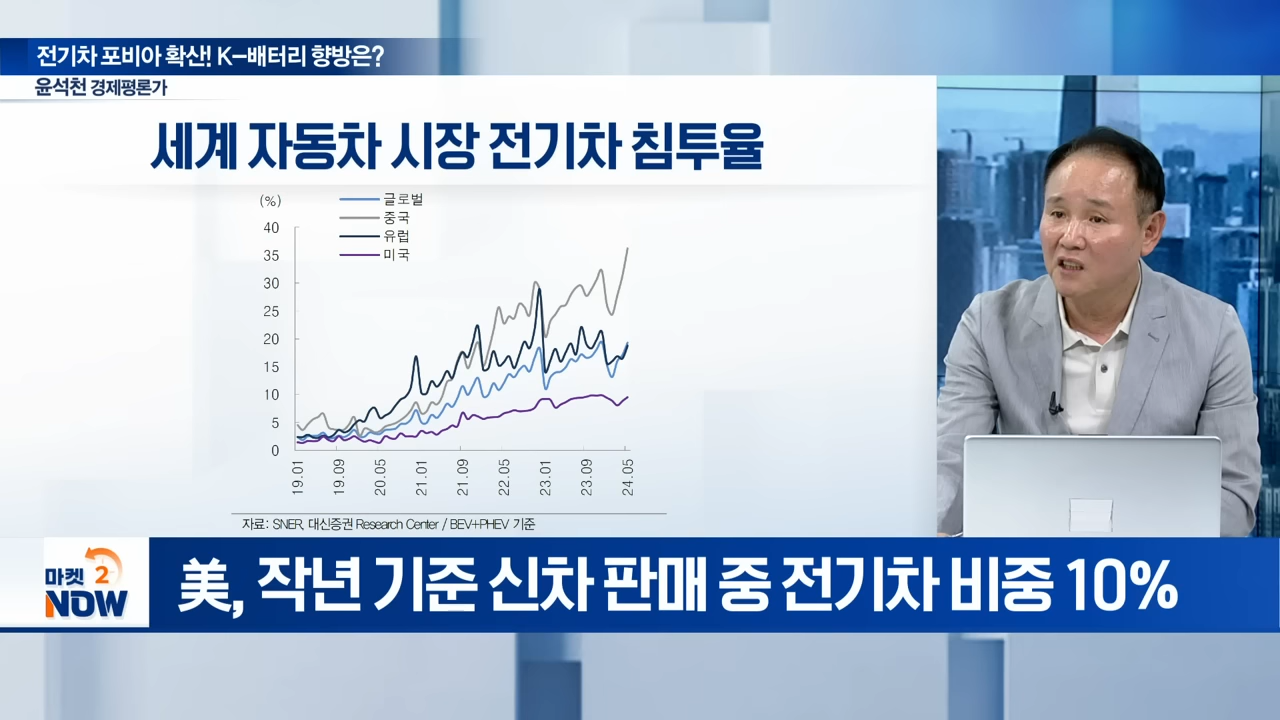 전기차 포비아 확산! K-배터리 향방은?
윤석천 경제평론가
세계 자동차 시장 전기차 침투율
(%)
글로벌
중국
유럽
미국
40
35
30
25
20
15
10
5
0
19.01
19.09
20.05
21.01
21.09
22.05
23.01
23.09
24.05
자료: SNER, 대신증권 Research Center / BEV+PHEV 기준
마켓 2
NOW
美, 작년 기준 신차 판매 중 전기차 비중 10%